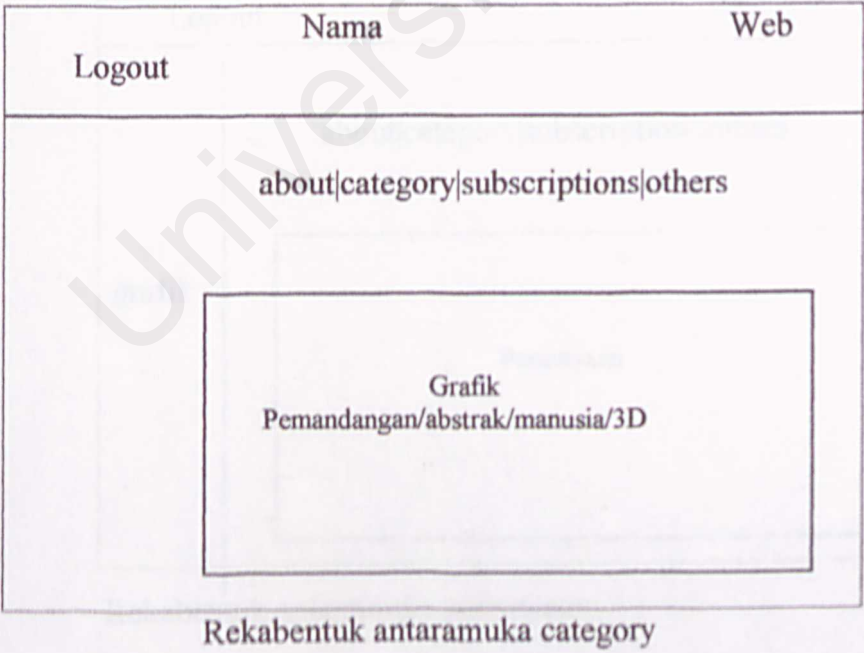 Nama Web
Logout
about|category|subscriptions|others
Grafik
Pemandangan/abstrak/manusia/3D
Rekabentuk antaramuka category